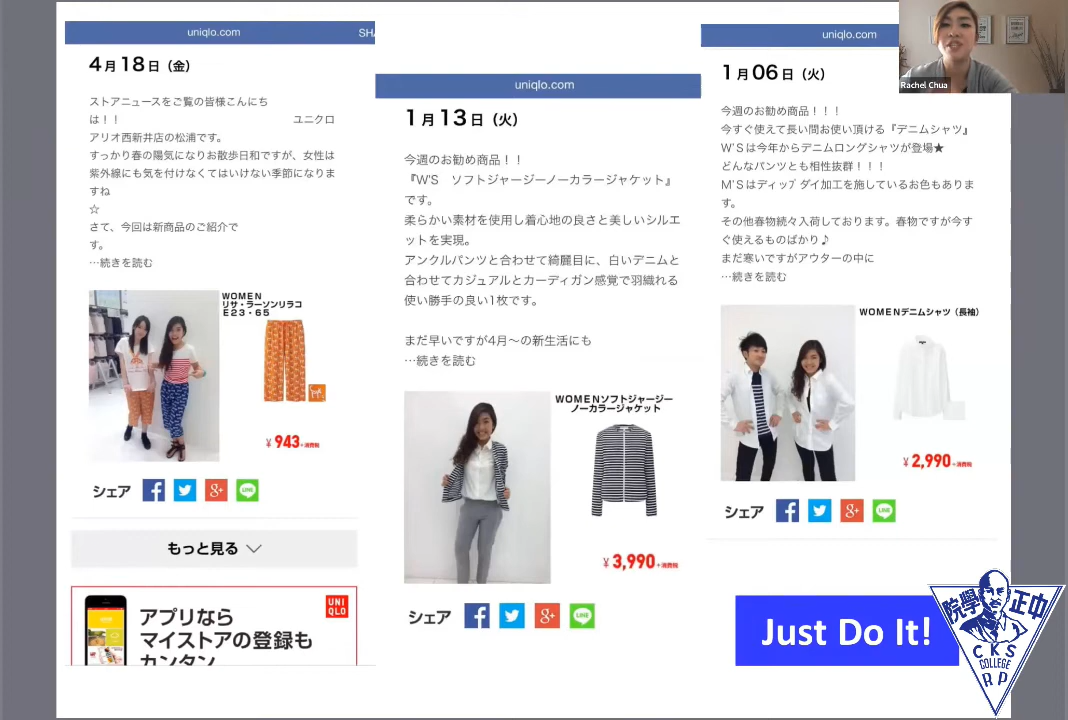 uniqlo.com
SHA
4月18日（金）
ストアニュースをご覧の皆様こんにち
は！！ ユニクロ
アリオ西新井店の松浦です。
すっかり春の陽気になりお散歩日和ですが、女性は
紫外線にも気を付けなくてはいけない季節になりま
すね
☆
さて、今回は新商品のご紹介で
す。
…続きを読む
WOMEN
リサ・ラーソンリラコ
E23・65
¥943+消費税
シェア
もっと見る
アプリなら
マイストアの登録も
カンタン
UNI
QLO
uniqlo.com
1月13日（火）
今週のお勧め商品！！
『W'S　ソフトジャージーノーカラージャケット』
です。
柔らかい素材を使用し着心地の良さと美しいシルエ
ットを実現。
アンクルパンツと合わせて綺麗目に、白いデニムと
合わせてカジュアルとカーディガン感覚で羽織れる
使い勝手の良い1枚です。
まだ早いですが4月～の新生活にも
…続きを読む
WOMENソフトジャージー
ノーカラージャケット
¥3,990+消費税
シェア
uniqlo.com
1月06日（火）
今週のお勧め商品！！！
今すぐ使えて長い間お使い頂ける『デニムシャツ』
W'Sは今年からデニムロングシャツが登場★
どんなパンツとも相性抜群！！！
M'Sはディップダイ加工を施しているお色もありま
す。
その他春物続々入荷しております。春物ですが今す
ぐ使えるものばかり♪
まだ寒いですがアウターの中に
…続きを読む
WOMENデニムシャツ（長袖）
¥2,990+消費税
シェア
Rachel Chua
Just Do It!
院學正中
CKS
COLLEGE
RP